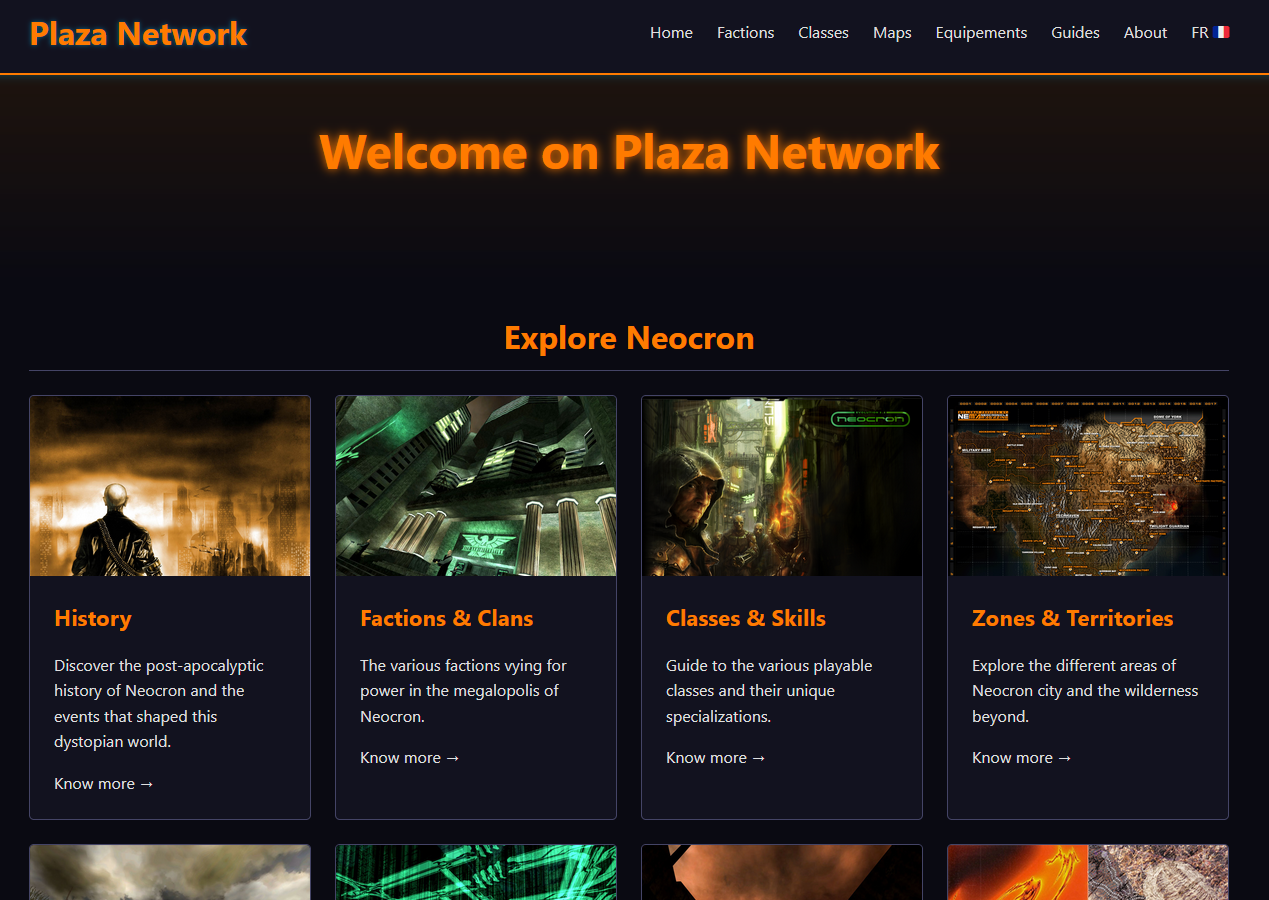 Plaza Network
Home Factions Classes Maps Equipements Guides About FR
Welcome on Plaza Network
Explore Neocron
neocron
History
Factions & Clans
Classes & Skills
Zones & Territories
Discover the post-apocalyptic
history of Neocron and the
events that shaped this
dystopian world.
Know more →
The various factions vying for
power in the megalopolis of
Neocron.
Know more →
Guide to the various playable
classes and their unique
specializations.
Know more →
Explore the different areas of
Neocron city and the wilderness
beyond.
Know more →